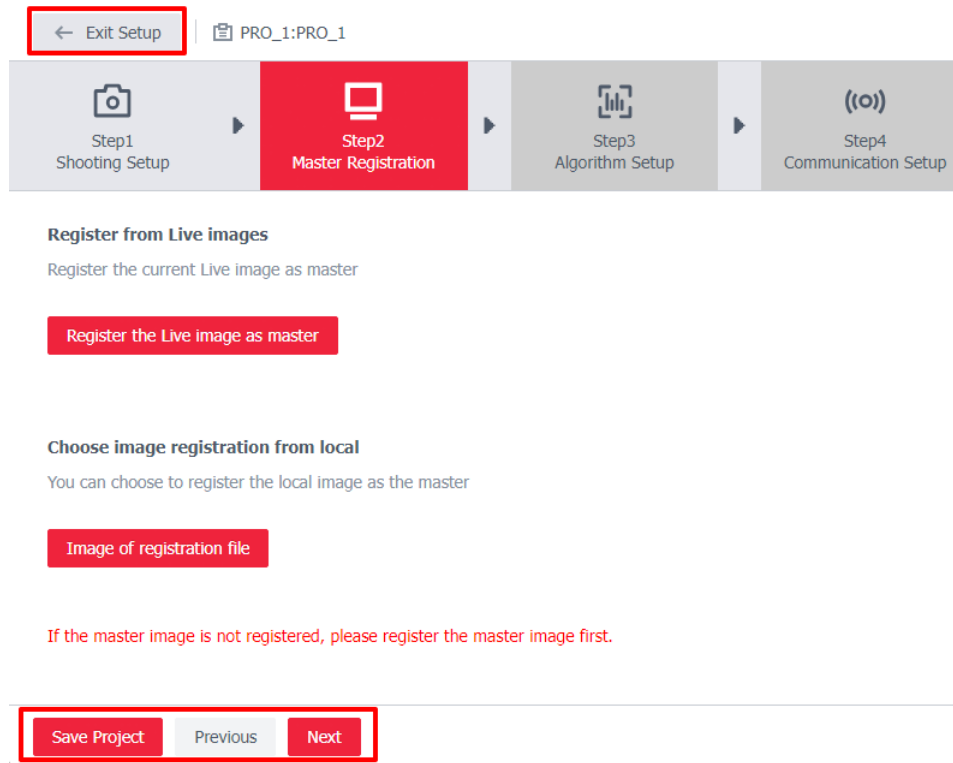 Exit Setup
PRO_1:PRO_1
Step1
Shooting Setup
Step2
Master Registration
Step3
Algorithm Setup
Step4
Communication Setup
Register from Live images
Register the current Live image as master
Register the Live image as master
Choose image registration from local
You can choose to register the local image as the master
Image of registration file
If the master image is not registered, please register the master image first.
Save Project
Previous
Next